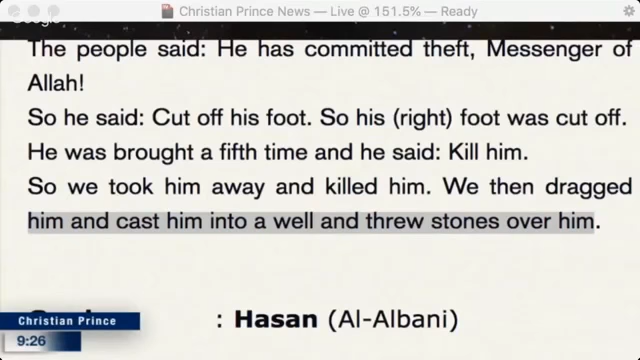 Christian Prince News — Live @ 151.5% — Ready
The people said: He has committed theft, Messenger of
Allah!
So he said: Cut off his foot. So his (right) foot was cut off.
He was brought a fifth time and he said: Kill him.
So we took him away and killed him. We then dragged
him and cast him into a well and threw stones over him.
: Hasan (Al-Albani)
Christian Prince
9:26